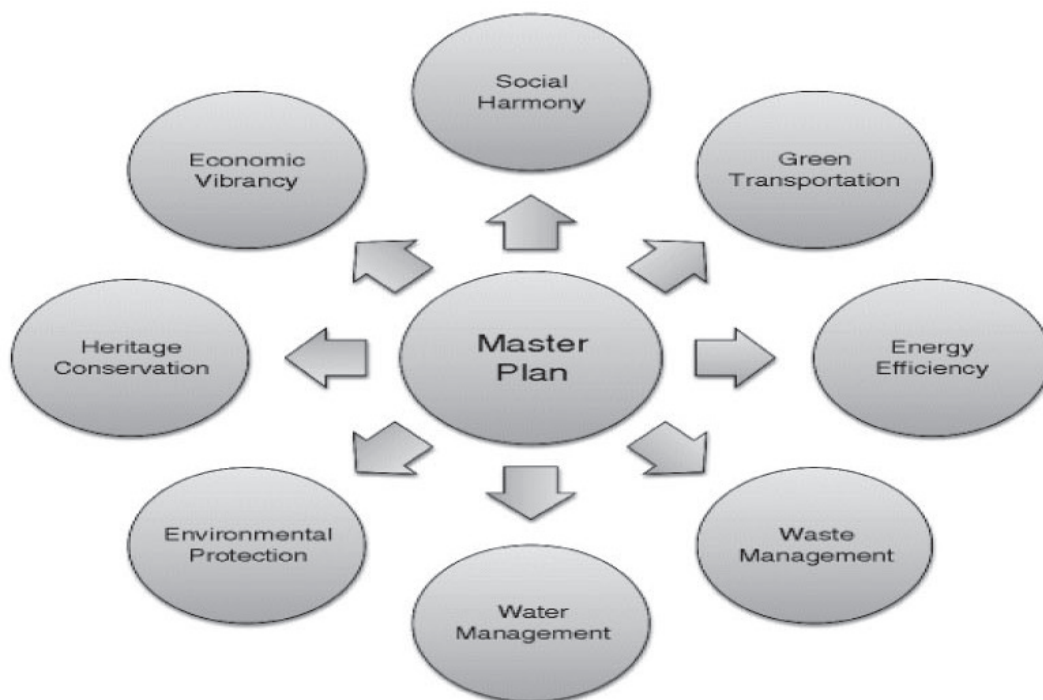 Social
Harmony
Economic
Vibrancy
Green
Transportation
Heritage
Conservation
Master
Plan
Energy
Efficiency
Environmental
Protection
Waste
Management
Water
Management